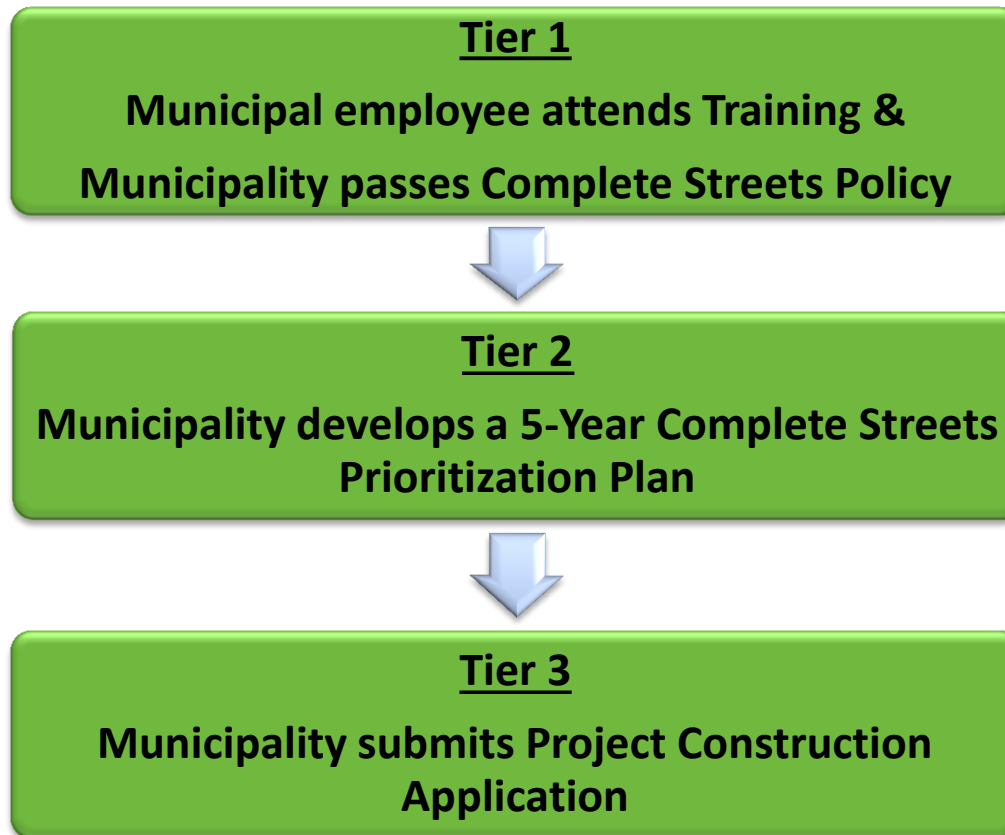 Tier 1
Municipal employee attends Training &
Municipality passes Complete Streets Policy
Tier 2
Municipality develops a 5-Year Complete Streets
Prioritization Plan
Tier 3
Municipality submits Project Construction
Application